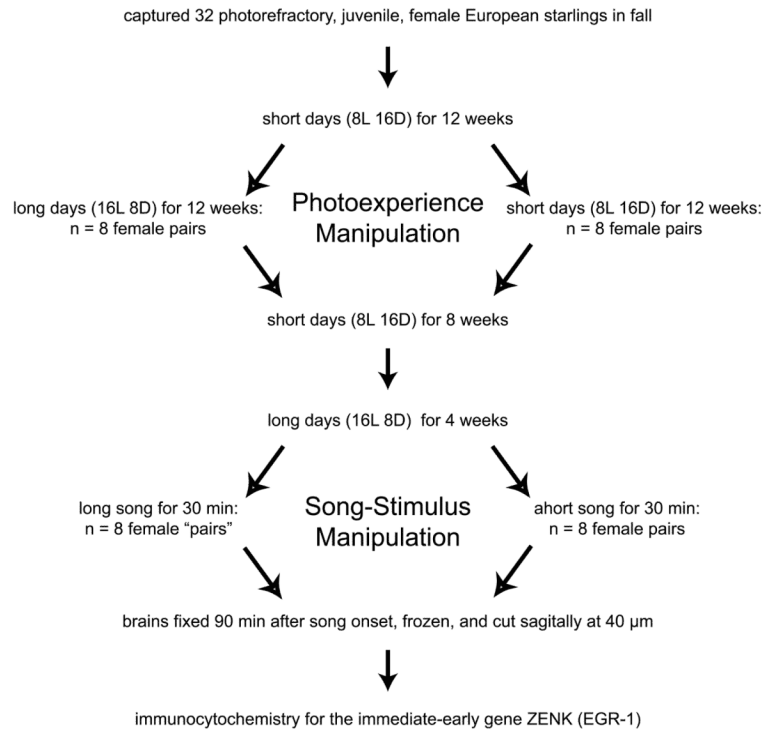 captured 32 photorefractory, juvenile, female European starlings in fall
short days (8L 16D) for 12 weeks
long days (16L 8D) for 12 weeks:
n = 8 female pairs
Photoexperience
Manipulation
short days (8L 16D) for 12 weeks:
n = 8 female pairs
short days (8L 16D) for 8 weeks
long days (16L 8D)  for 4 weeks
long song for 30 min:
n = 8 female “pairs”
Song-Stimulus
Manipulation
ahort song for 30 min:
n = 8 female pairs
brains fixed 90 min after song onset, frozen, and cut sagitally at 40 µm
immunocytochemistry for the immediate-early gene ZENK (EGR-1)